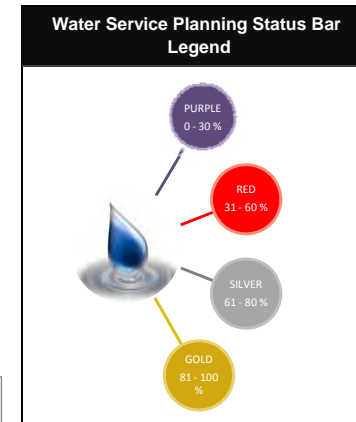 Water Service Planning Status Bar
Legend
PURPLE
0 - 30 %
RED
31 - 60 %
SILVER
61 - 80 %
GOLD
81 - 100
%